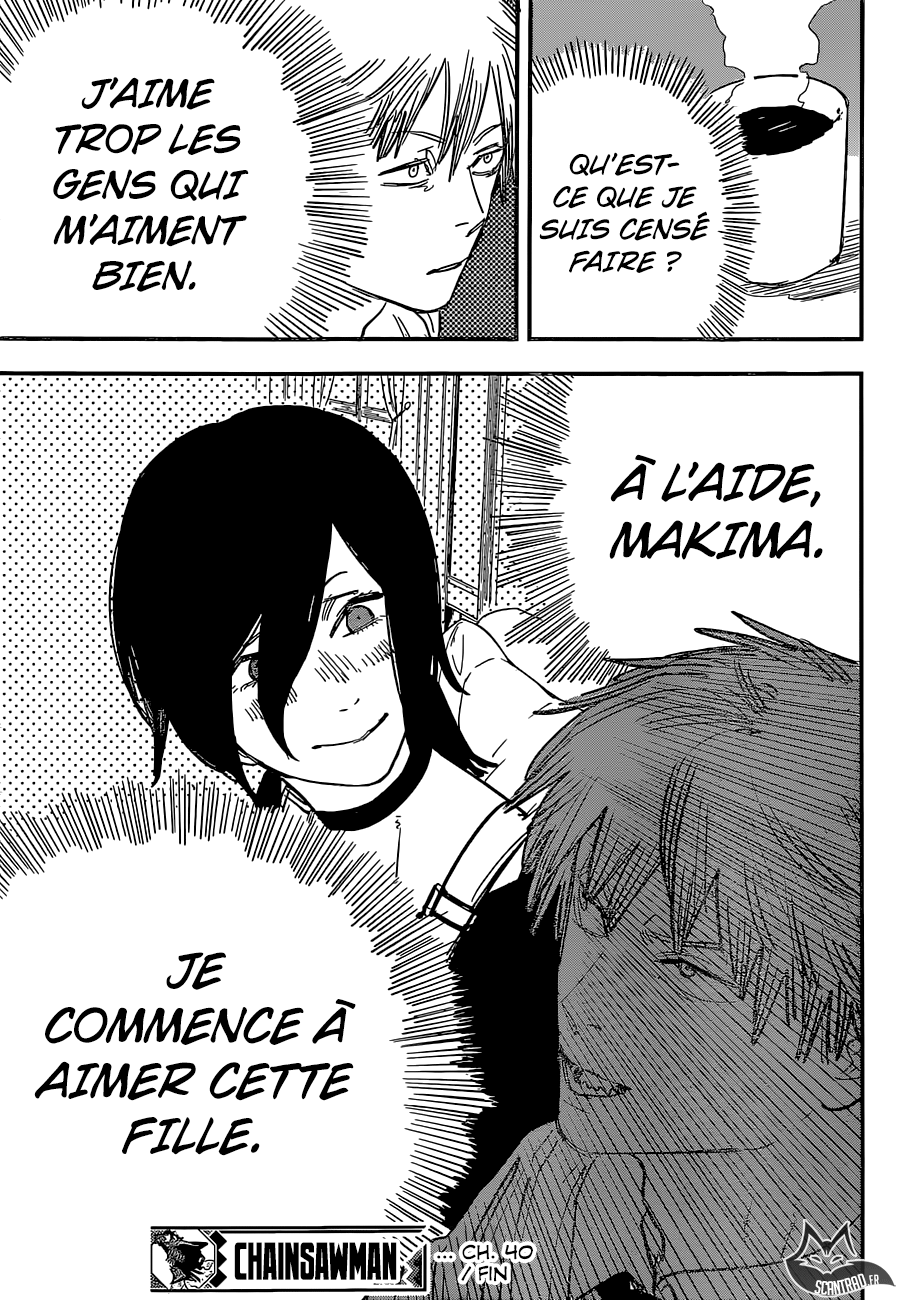 QU'EST-
CE QUE JE
SUIS CENSÉ
FAIRE ?
J'AIME
TROP LES
GENS QUI
M'AIMENT
BIEN.
À L'AIDE,
MAKIMA.
JE
COMMENCE À
AIMER CETTE
FILLE.
CHAINSAWMAN
... CH. 40
/ FIN
SCANTRAD.FR